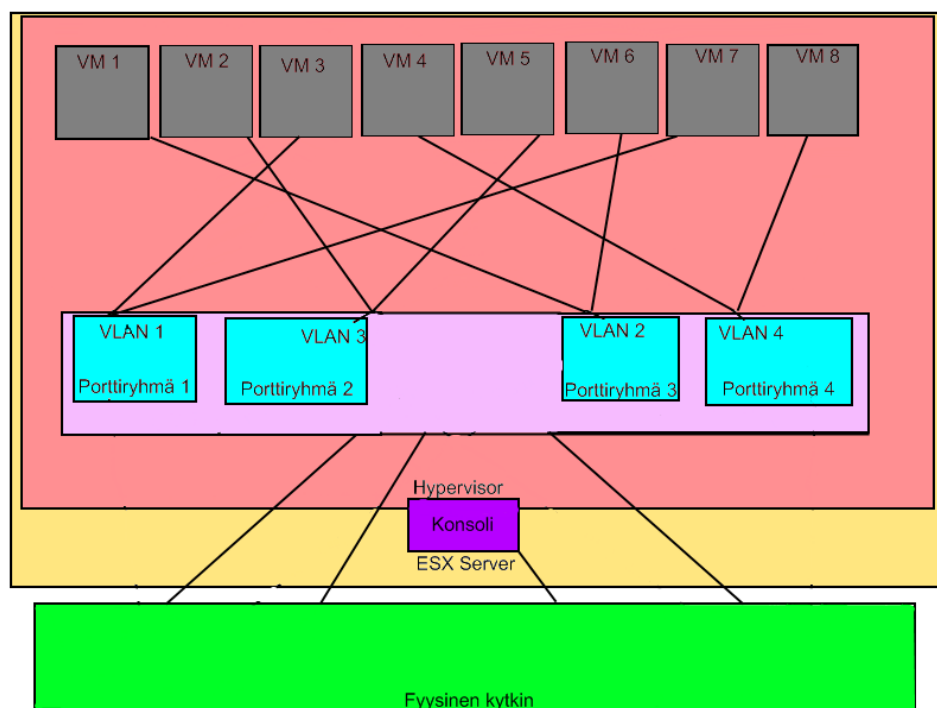 VM 1
VM 2
VM 3
VM 4
VM 5
VM 6
VM 7
VM 8
VLAN 1
Porttiryhmä 1
VLAN 3
Porttiryhmä 2
VLAN 2
Porttiryhmä 3
VLAN 4
Porttiryhmä 4
Hypervisor
Konsoli
ESX Server
Fyysinen kytkin